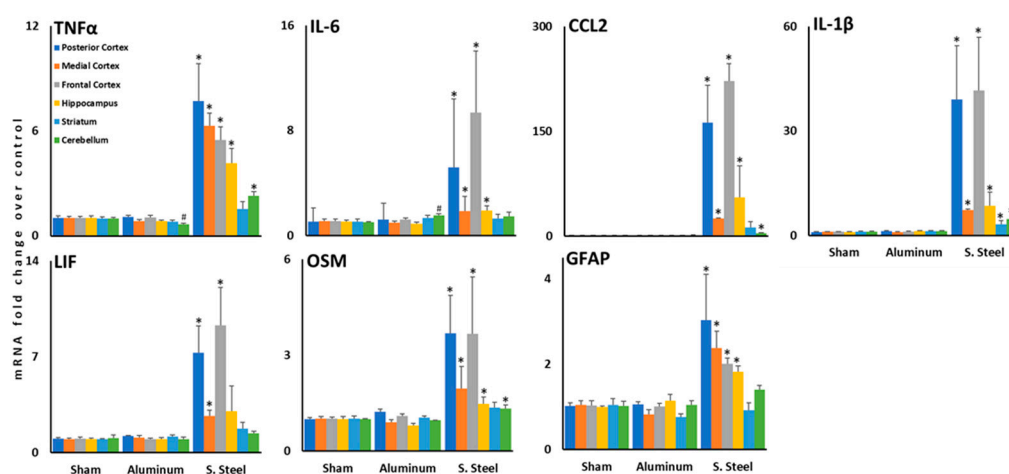 TNFα
IL-6
CCL2
IL-1β
12
6
0
16
8
0
300
150
0
60
30
0
Posterior Cortex
Medial Cortex
Frontal Cortex
Hippocampus
Striatum
Cerebellum
* * * * * #
* * * * #
* * * * *
* * * * *
mRNA fold change over control
Sham Aluminum S. Steel
LIF
OSM
GFAP
14
7
0
6
3
0
4
2
0
* * *
* * * * *
* * * *
Sham Aluminum S. Steel
Sham Aluminum S. Steel
Sham Aluminum S. Steel